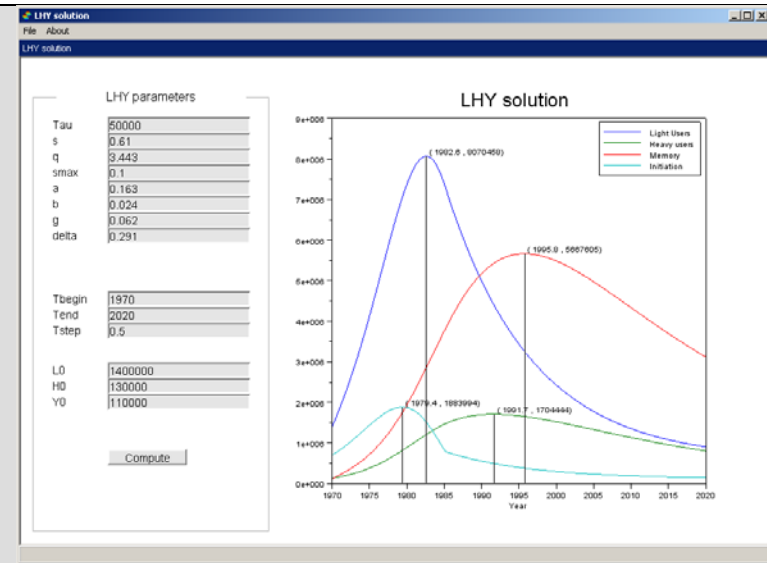 LHY solution
File About
LHY solution
LHY parameters
Tau 50000
s 0.61
q 3.443
smax 0.1
a 0.163
b 0.024
g 0.062
delta 0.291
Tbegin 1970
Tend 2020
Tstep 0.5
L0 1400000
H0 130000
Y0 110000
Compute
LHY solution
9e+006
8e+006
7e+006
6e+006
5e+006
4e+006
3e+006
2e+006
1e+006
0e+000
Light Users
Heavy users
Memory
Initiation
( 1982.6 , 8070468)
( 1995.8 , 5667605)
( 1979.4 , 1883994)
( 1991.7 , 1704444)
1970 1975 1980 1985 1990 1995 2000 2005 2010 2015 2020
Year